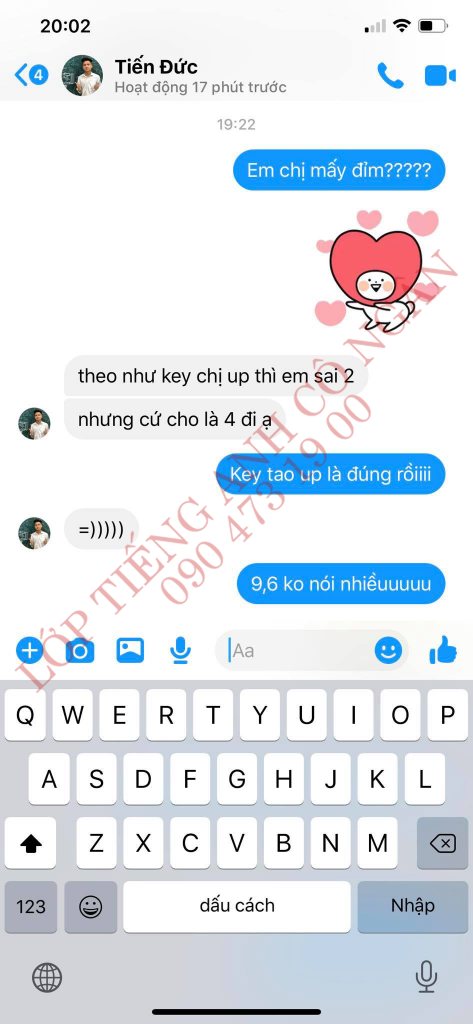 20:02
4
Tiến Đức
Hoạt động 17 phút trước
19:22
Em chị mấy đỉm?????
theo như key chị up thì em sai 2
nhưng cứ cho là 4 đi ạ
Key tao up là đúng rồiiii
=)))))
9,6 ko nói nhiềuuuuu
LỚP TIẾNG ANH CÔ NGÂN
090 473 19 00
Aa
Q W E R T Y U I O P
A S D F G H J K L
Z X C V B N M
123 dấu cách Nhập